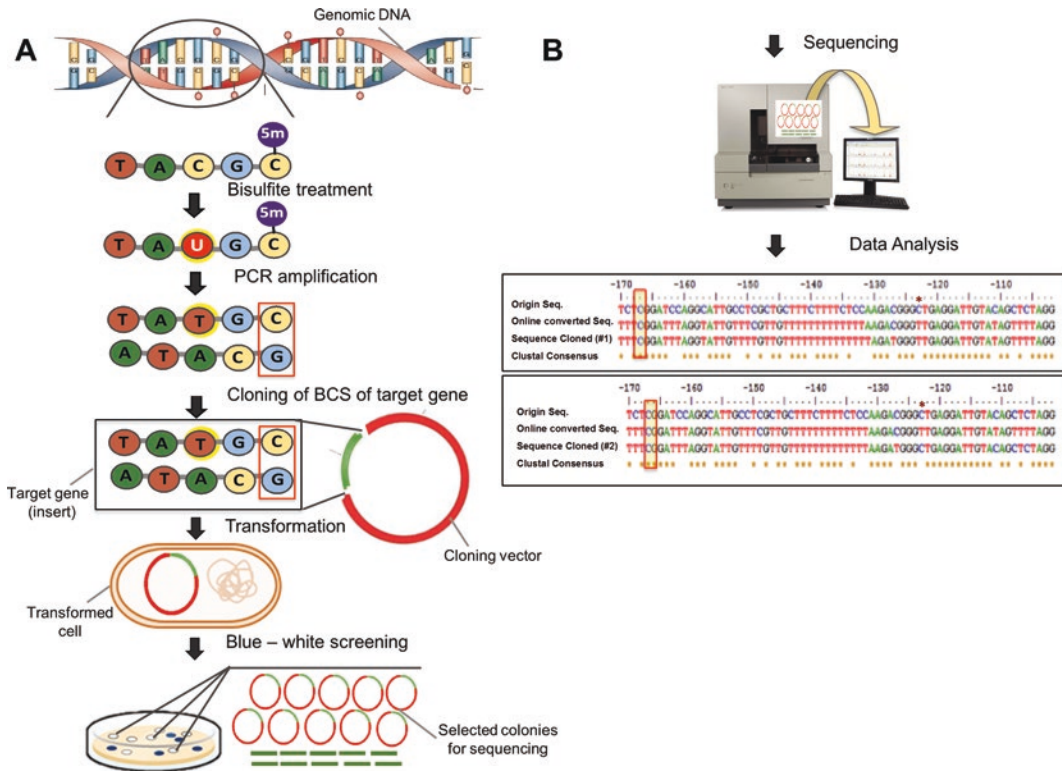 A
Genomic DNA
5m
T A C G C
Bisulfite treatment
5m
T A U G C
PCR amplification
T A T G C
A T A C G
Cloning of BCS of target gene
T A T G C
A T A C G
Target gene
(insert)
Transformation
Cloning vector
Transformed
cell
Blue – white screening
Selected colonies
for sequencing
B
Sequencing
Data Analysis
-170 -160 -150 -140 -130 -120 -110
*
Origin Seq. TCTCGGATCCAGGCATTGCCTCGCTGCTTTCTTTTCTCCAAGACGGGCTGAGGATTGTACAGCTCTAGG
Online converted Seq.
Sequence Cloned (#1)
Clustal Consensus
-170 -160 -150 -140 -130 -120 -110
*
Origin Seq. TCTCGGATCCAGGCATTGCCTCGCTGCTTTCTTTTCTCCAAGACGGGCTGAGGATTGTACAGCTCTAGG
Online converted Seq.
Sequence Cloned (#2)
Clustal Consensus